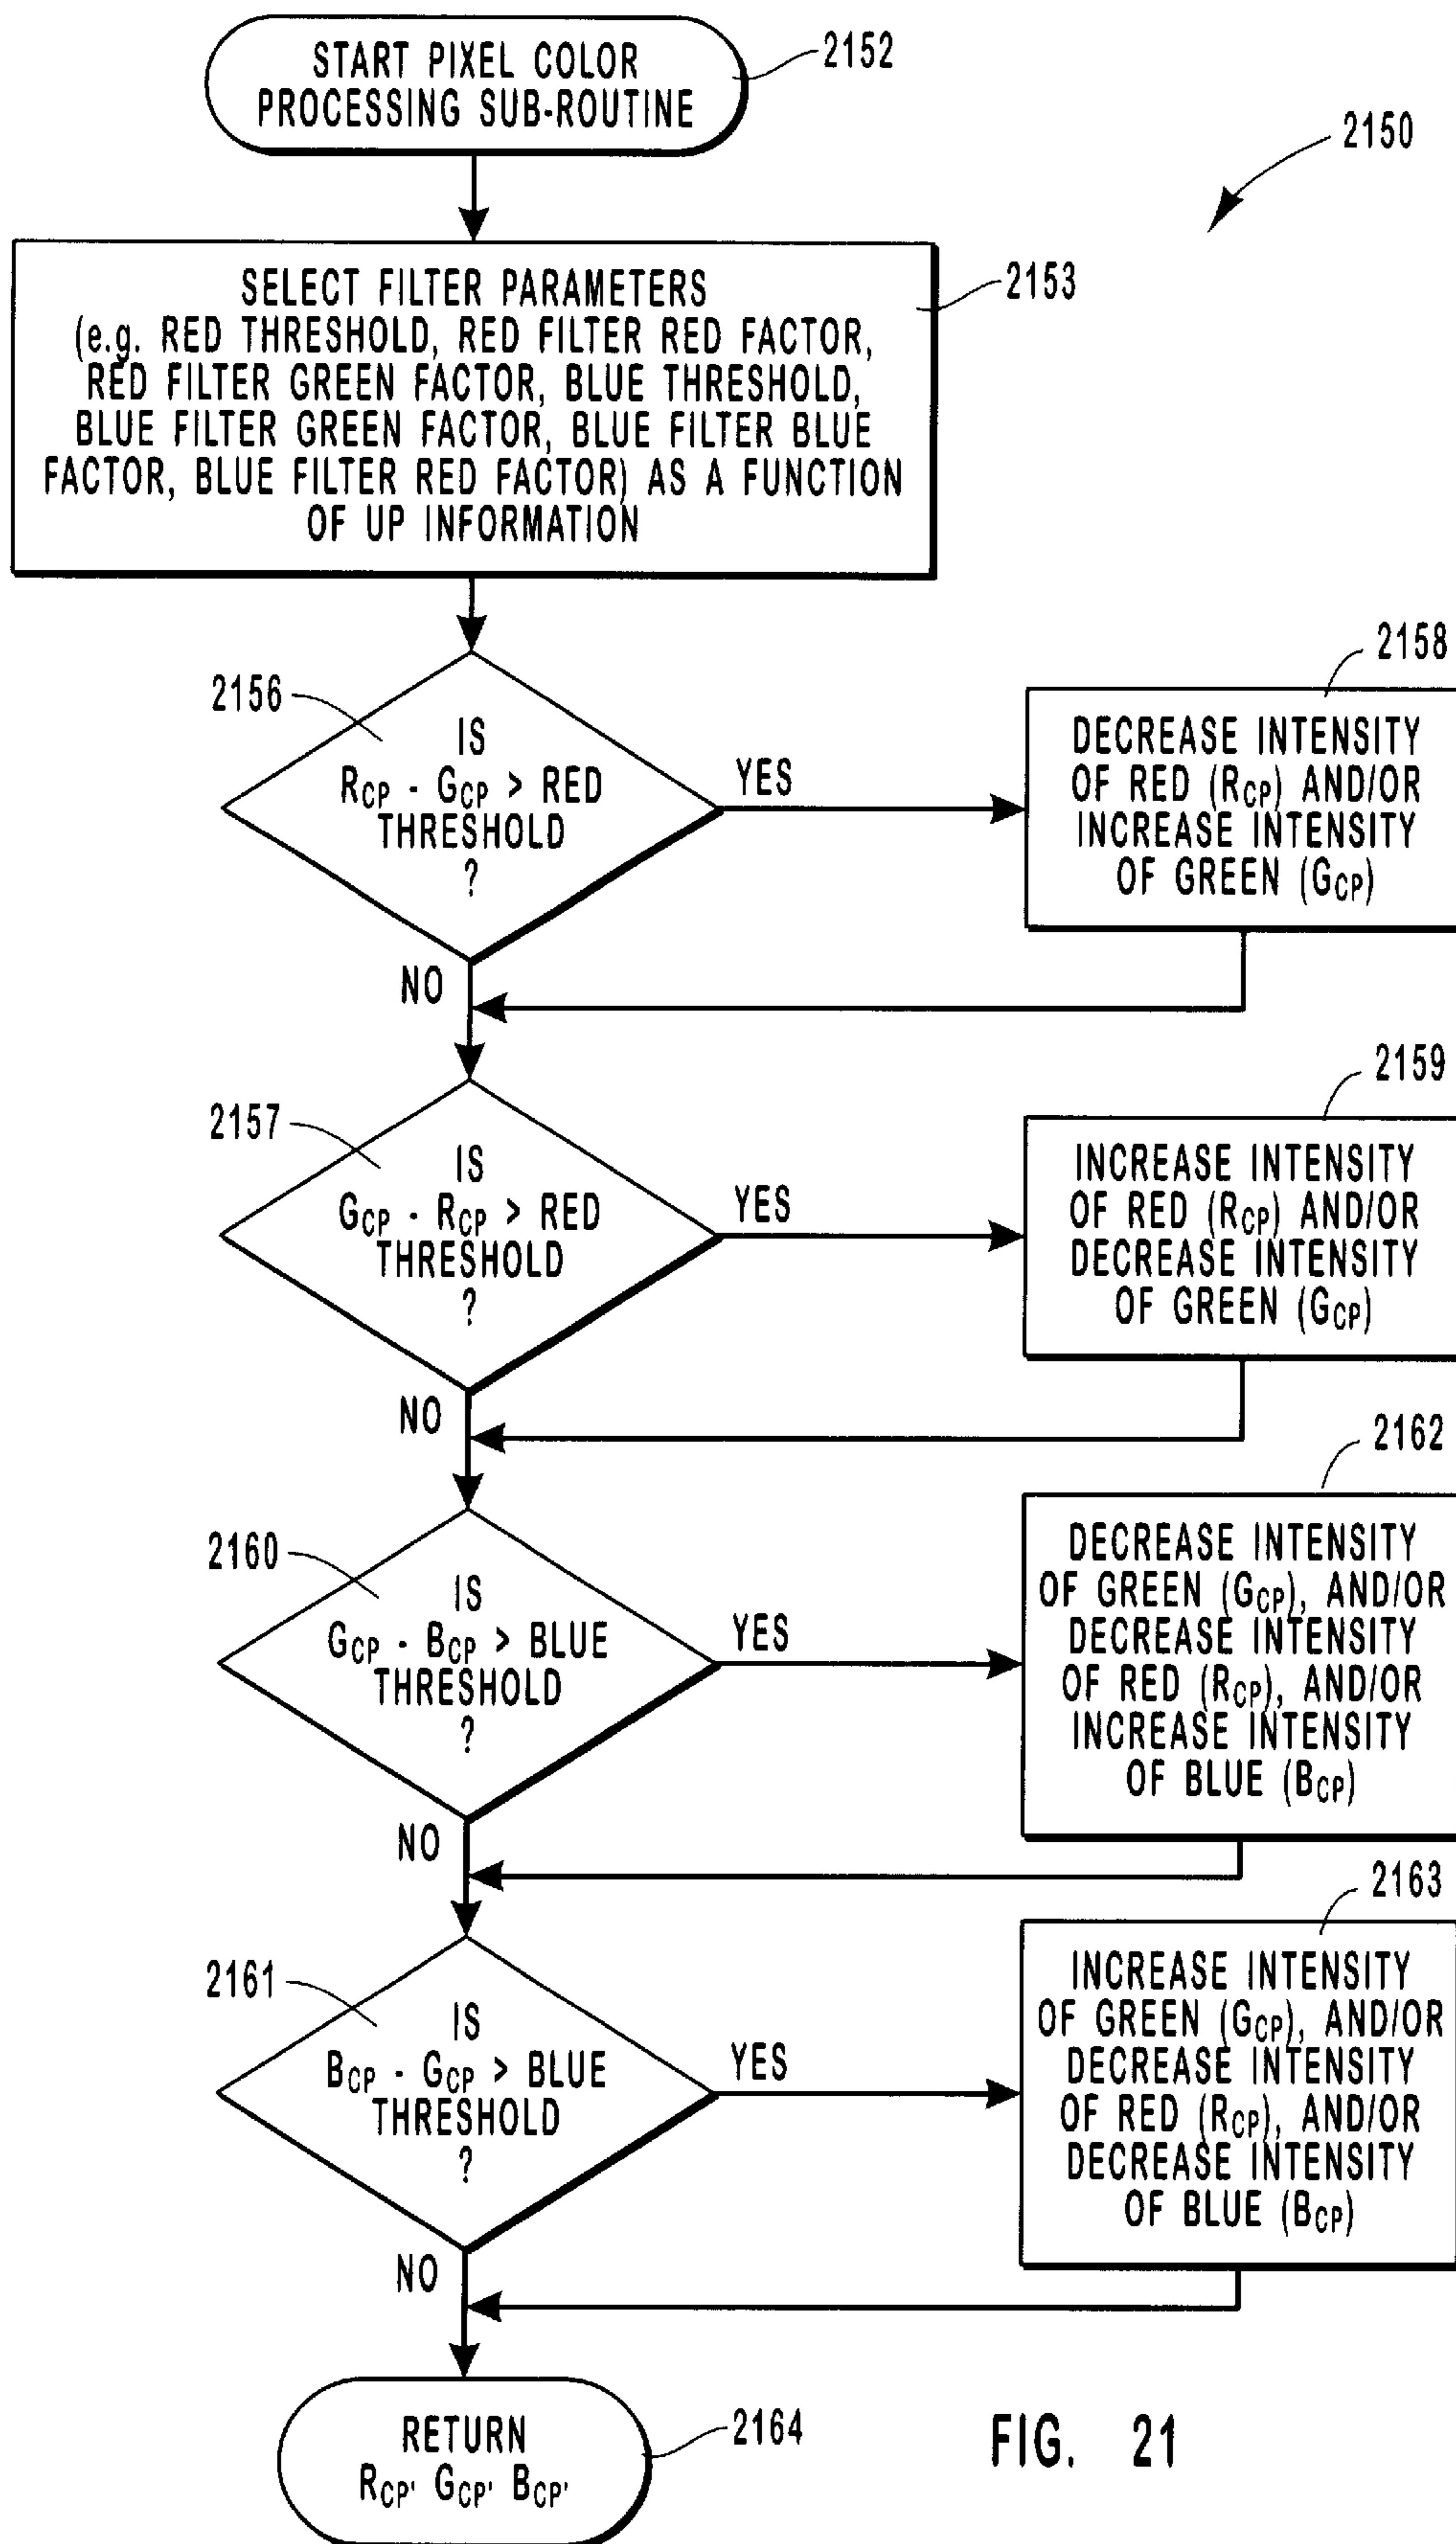 START PIXEL COLOR
PROCESSING SUB-ROUTINE
2152
2150
SELECT FILTER PARAMETERS
(e.g. RED THRESHOLD, RED FILTER RED FACTOR,
RED FILTER GREEN FACTOR, BLUE THRESHOLD,
BLUE FILTER GREEN FACTOR, BLUE FILTER BLUE
FACTOR, BLUE FILTER RED FACTOR) AS A FUNCTION
OF UP INFORMATION
2153
2156
IS
RCP - GCP > RED
THRESHOLD
?
YES
NO
2158
DECREASE INTENSITY
OF RED (RCP) AND/OR
INCREASE INTENSITY
OF GREEN (GCP)
2157
IS
GCP - RCP > RED
THRESHOLD
?
YES
NO
2159
INCREASE INTENSITY
OF RED (RCP) AND/OR
DECREASE INTENSITY
OF GREEN (GCP)
2160
IS
GCP - BCP > BLUE
THRESHOLD
?
YES
NO
2162
DECREASE INTENSITY
OF GREEN (GCP), AND/OR
DECREASE INTENSITY
OF RED (RCP), AND/OR
INCREASE INTENSITY
OF BLUE (BCP)
2161
IS
BCP - GCP > BLUE
THRESHOLD
?
YES
NO
2163
INCREASE INTENSITY
OF GREEN (GCP), AND/OR
DECREASE INTENSITY
OF RED (RCP), AND/OR
DECREASE INTENSITY
OF BLUE (BCP)
RETURN
RCP' GCP' BCP'
2164
FIG. 21